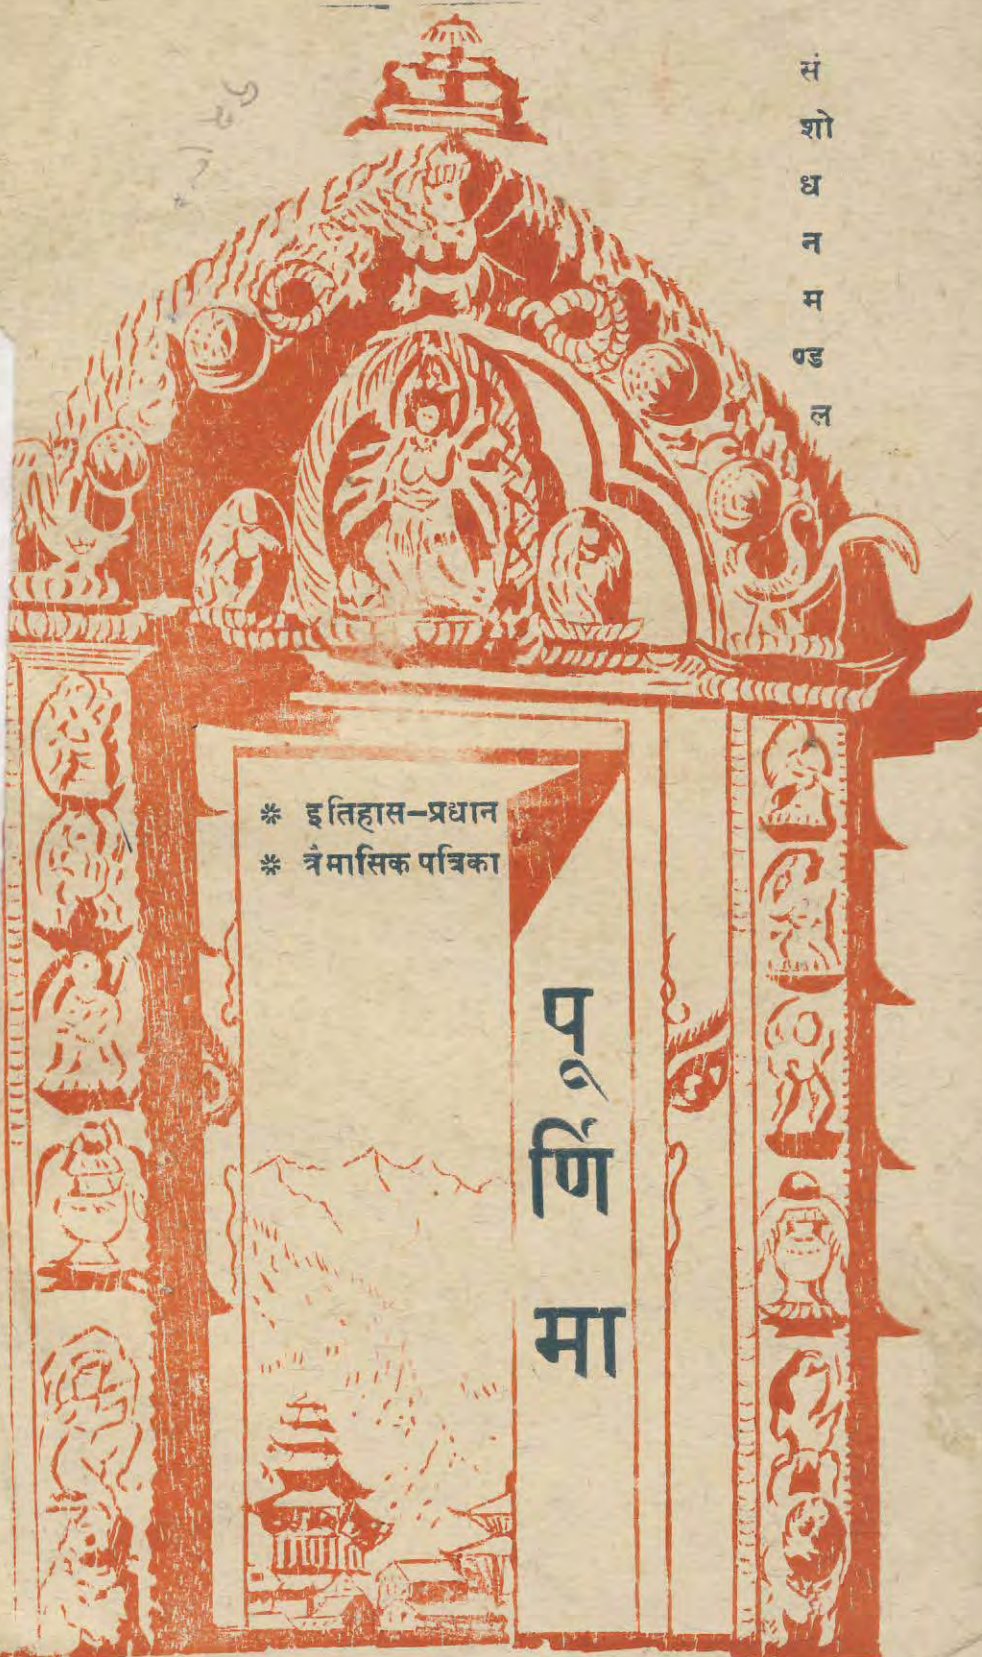 संशोधनमण्डल
❋ इतिहास–प्रधान
❋ त्रैमासिक पत्रिका
पूर्णिमा